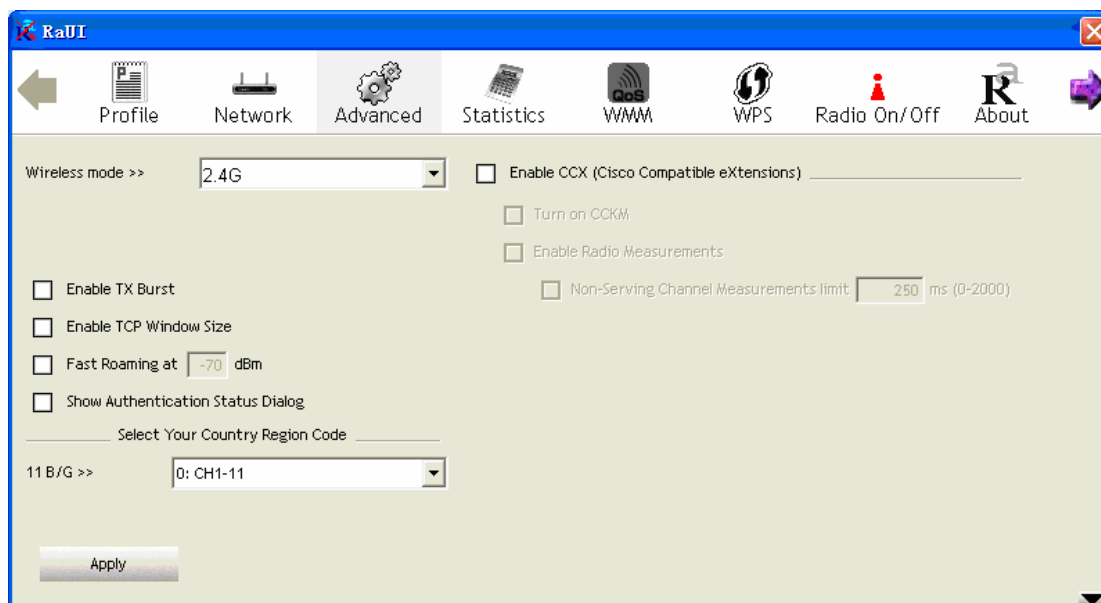 RaUI
Profile Network Advanced Statistics QoS WMM WPS Radio On/Off Ra About
Wireless mode >> 2.4G
Enable CCX (Cisco Compatible eXtensions)
Turn on CCKM
Enable Radio Measurements
Non-Serving Channel Measurements limit 250 ms (0-2000)
Enable TX Burst
Enable TCP Window Size
Fast Roaming at -70 dBm
Show Authentication Status Dialog
Select Your Country Region Code
11 B/G >> 0: CH1-11
Apply